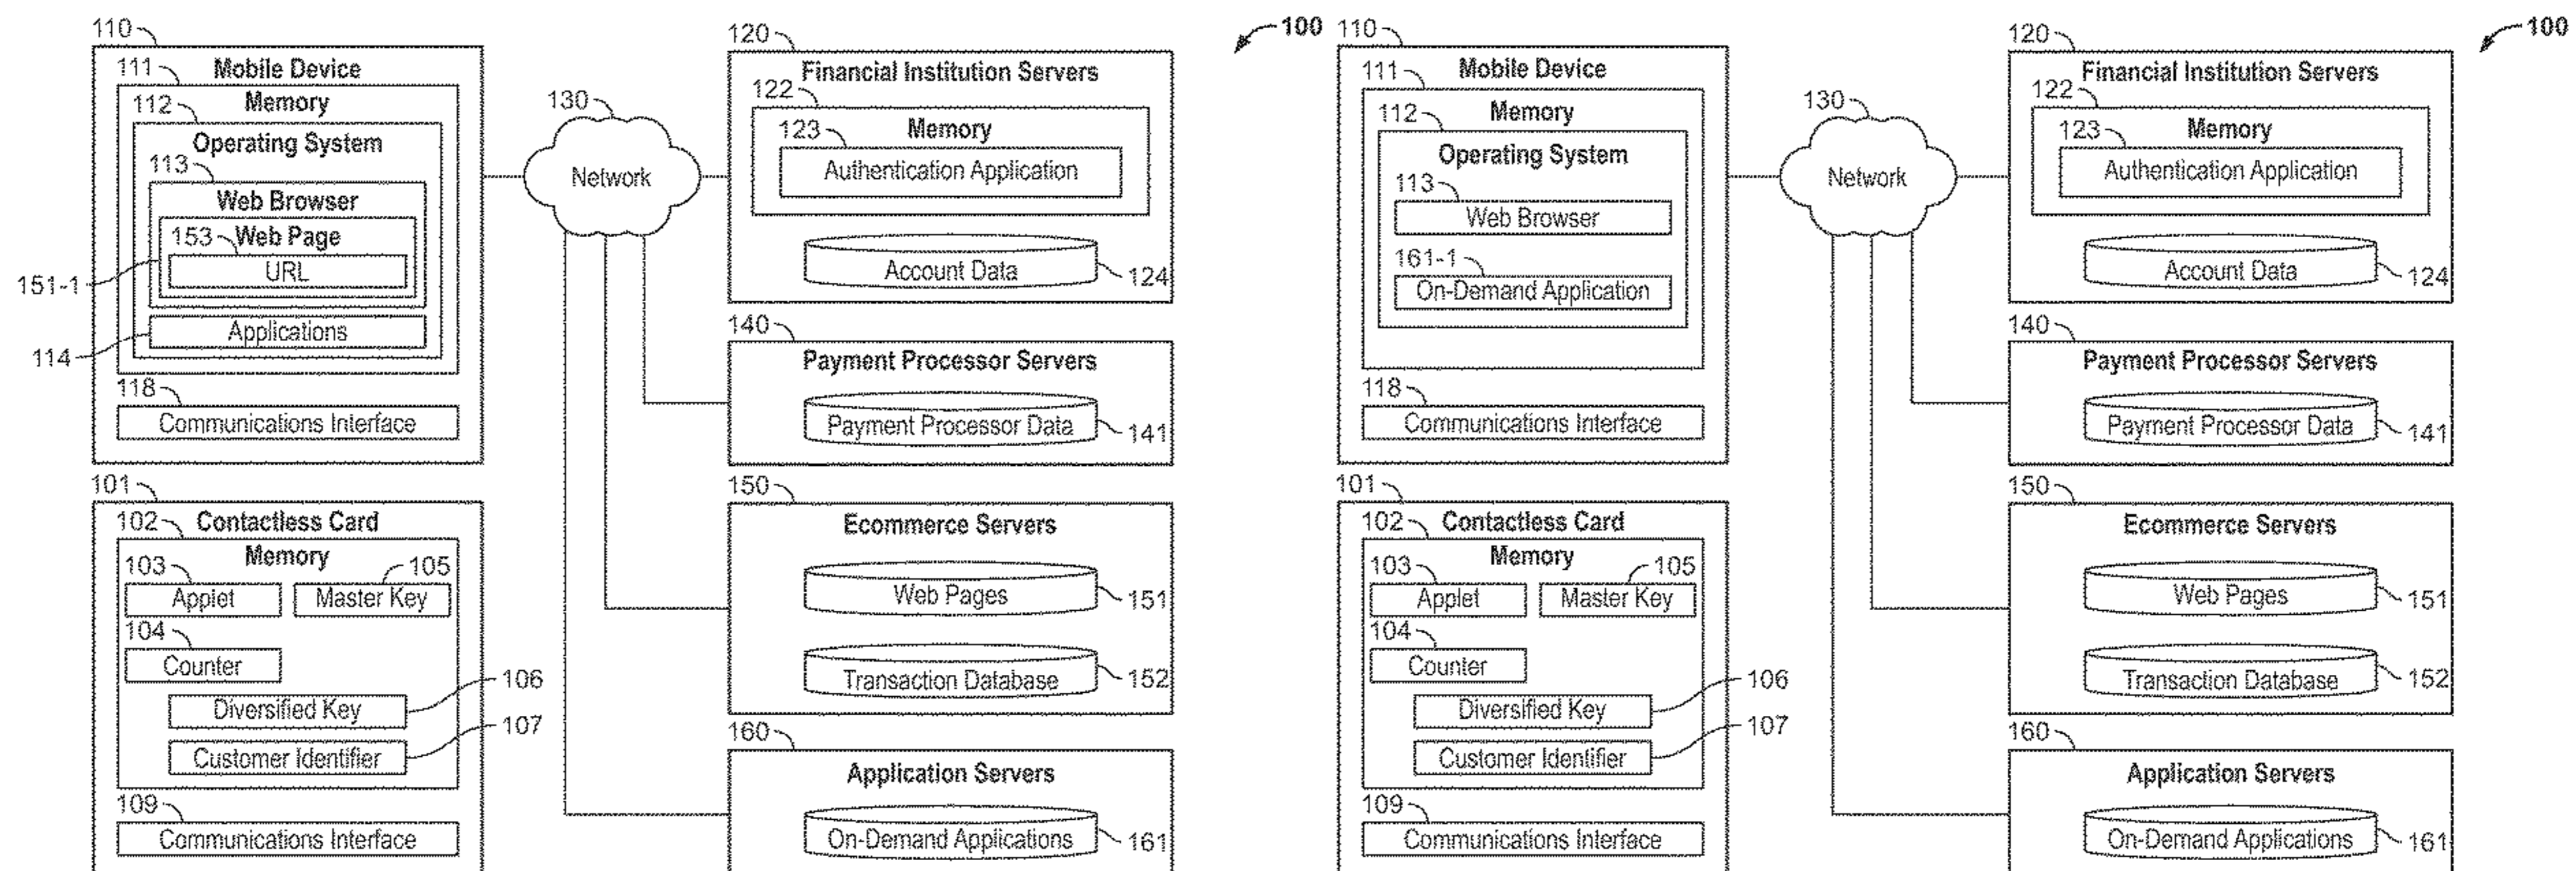 100
110
Mobile Device
111
Memory
112
Operating System
113
Web Browser
Web Page
153
URL
151-1
Applications
114
118
Communications Interface
101
Contactless Card
102
Memory
103
Applet
105
Master Key
104
Counter
Diversified Key
106
Customer Identifier
107
109
Communications Interface
130
Network
120
Financial Institution Servers
122
Memory
123
Authentication Application
Account Data
124
140
Payment Processor Servers
Payment Processor Data
141
150
Ecommerce Servers
Web Pages
151
Transaction Database
152
160
Application Servers
On-Demand Applications
161
100
110
Mobile Device
111
Memory
112
Operating System
113
Web Browser
161-1
On-Demand Application
118
Communications Interface
101
Contactless Card
102
Memory
103
Applet
105
Master Key
104
Counter
Diversified Key
106
Customer Identifier
107
109
Communications Interface
130
Network
120
Financial Institution Servers
122
Memory
123
Authentication Application
Account Data
124
140
Payment Processor Servers
Payment Processor Data
141
150
Ecommerce Servers
Web Pages
151
Transaction Database
152
160
Application Servers
On-Demand Applications
161